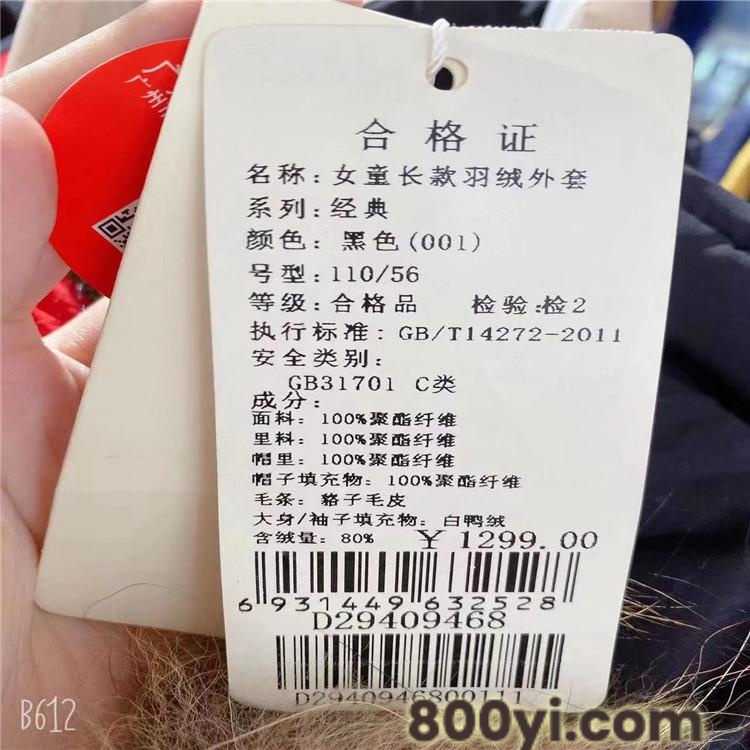 广
广州
合格证
名称:女童长款羽绒外套
系列:经典
颜色:黑色(001)
号型:110/56
等级:合格品 检验:检2
执行标准:GB/T14272-2011
安全类别:
GB31701 C类
成分:
面料:100%聚酯纤维
里料:100%聚酯纤维
帽里:100%聚酯纤维
帽子填充物:100%聚酯纤维
毛条:貉子毛皮
大身/袖子填充物:白鸭绒
含绒量:80% ¥1299.00
6931449632528
D29409468
D2940946800111
B612
800yi.com